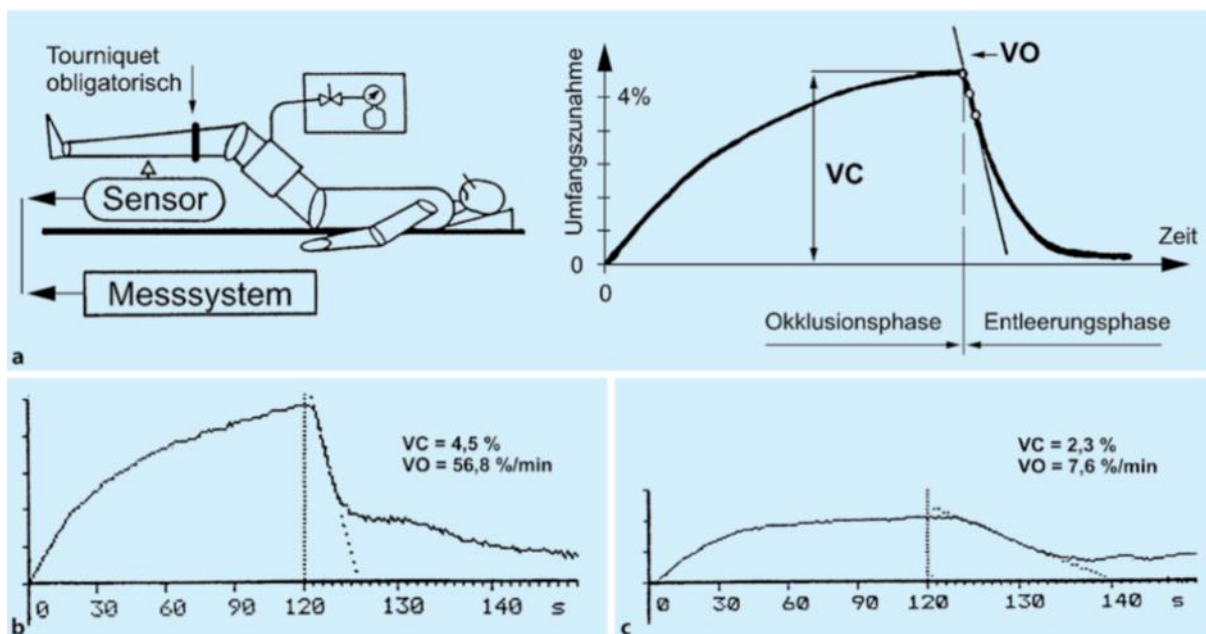 Tourniquet
obligatorisch
Sensor
Messsystem
a
Umfangszunahme
4%
0
0
VC
VO
Zeit
Okklusionsphase
Entleerungsphase
VC = 4,5 %
VO = 56,8 %/min
0 30 60 90 120 130 140 s
b
VC = 2,3 %
VO = 7,6 %/min
0 30 60 90 120 130 140 s
c